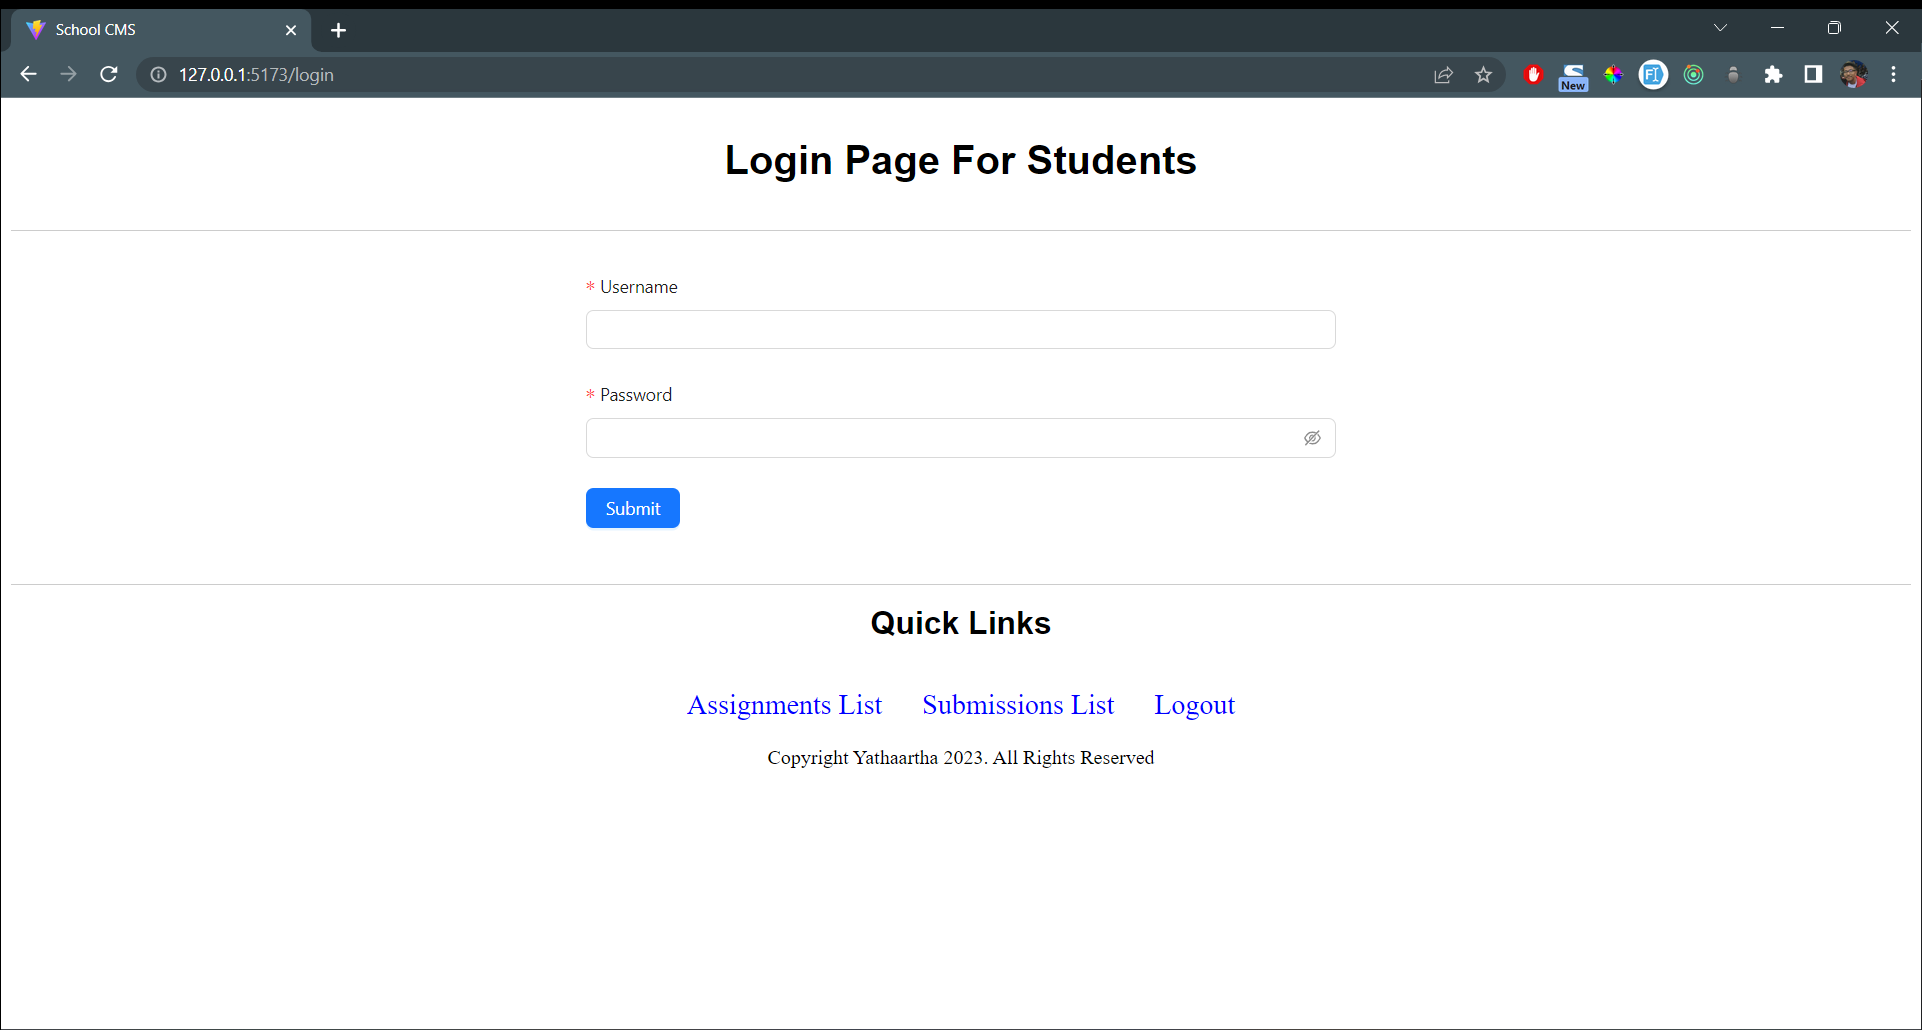 School CMS
127.0.0.1:5173/login
New
Login Page For Students
* Username
* Password
Submit
Quick Links
Assignments List Submissions List Logout
Copyright Yathaartha 2023. All Rights Reserved